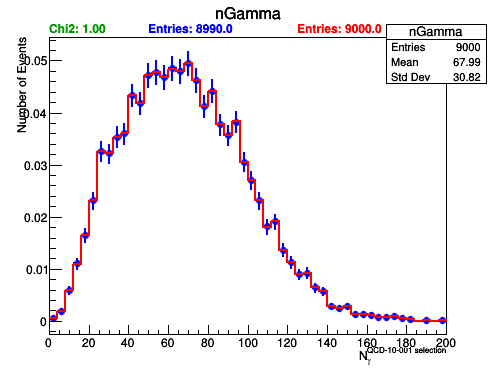 nGamma
Chi2: 1.00 Entries: 8990.0 Entries: 9000.0
nGamma
Entries 9000
Mean 67.99
Std Dev 30.82
Number of Events
0.05
0.04
0.03
0.02
0.01
0
0 20 40 60 80 100 120 140 160 180 200
Nγ QCD-10-001 selection